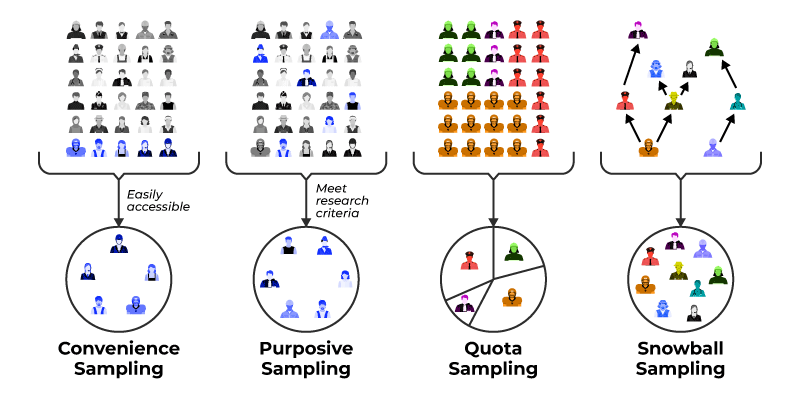 Easily
accessible
Meet
research
criteria
Convenience
Sampling
Purposive
Sampling
Quota
Sampling
Snowball
Sampling